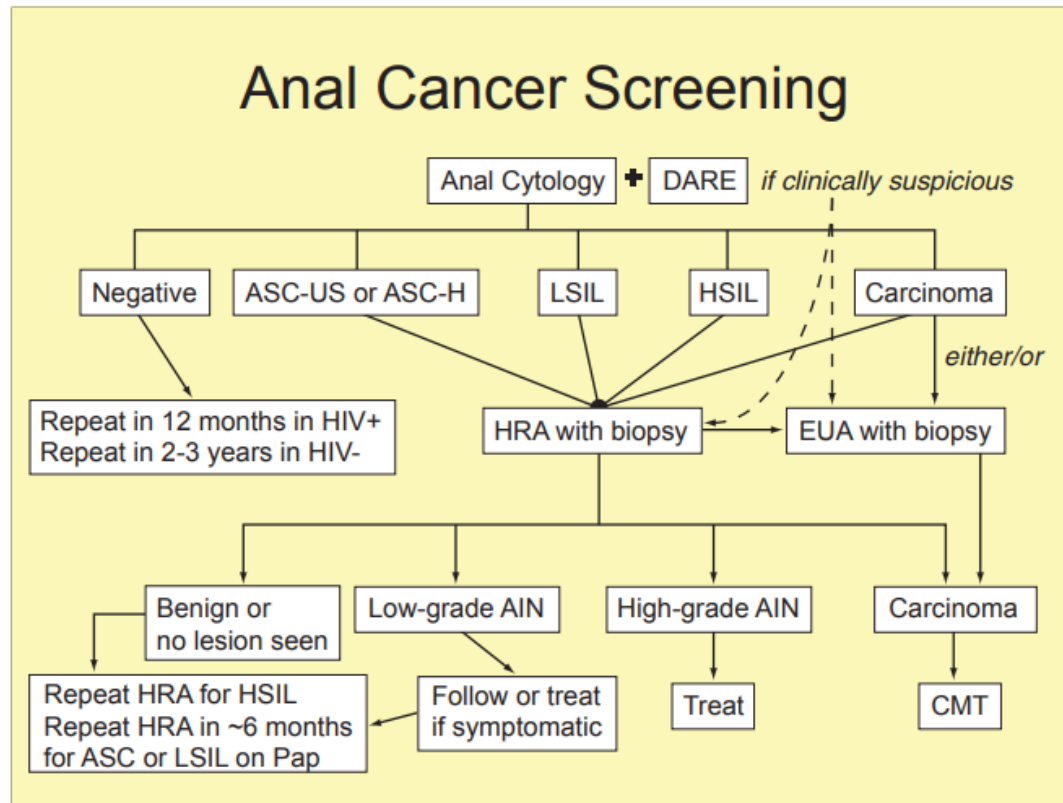 Anal Cancer Screening
Anal Cytology + DARE if clinically suspicious
Negative
ASC-US or ASC-H
LSIL
HSIL
Carcinoma
either/or
Repeat in 12 months in HIV+
Repeat in 2-3 years in HIV-
HRA with biopsy
EUA with biopsy
Benign or
no lesion seen
Low-grade AIN
High-grade AIN
Carcinoma
Repeat HRA for HSIL
Repeat HRA in ~6 months
for ASC or LSIL on Pap
Follow or treat
if symptomatic
Treat
CMT